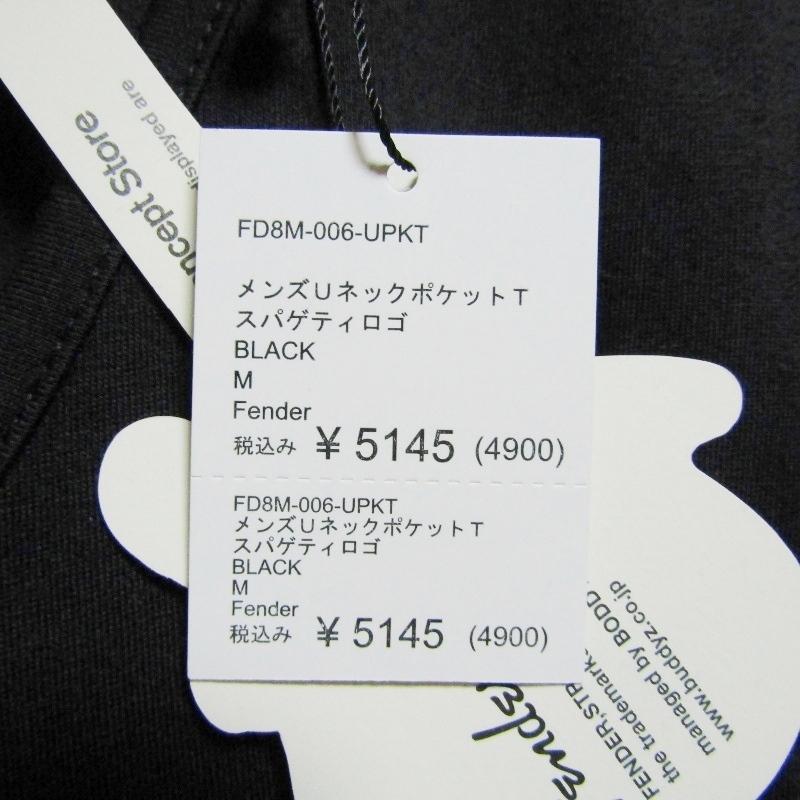 ncept Store
displayed are
FD8M-006-UPKT
メンズUネックポケットT
スパゲティロゴ
BLACK
M
Fender
税込み ¥5145 (4900)
FD8M-006-UPKT
メンズUネックポケットT
スパゲティロゴ
BLACK
M
Fender
税込み ¥5145 (4900)
FENDER,STR
the trademark
managed by BODD
www.buddyz.co.jp